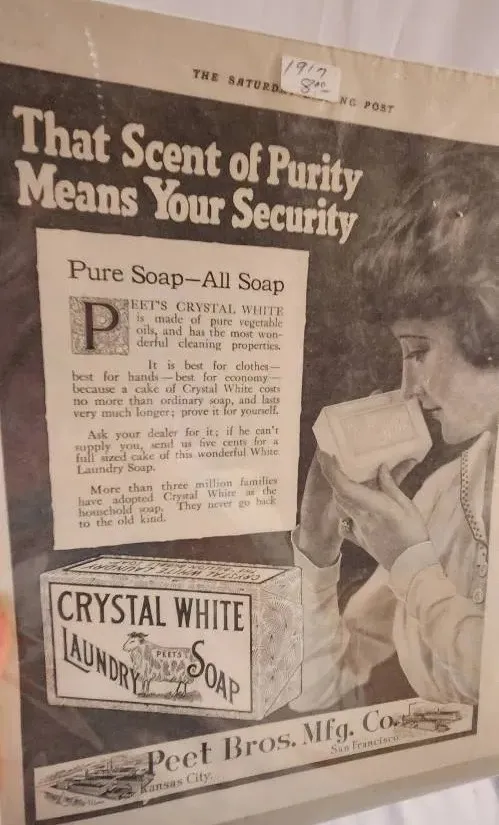 1917
8⁰⁰
THE SATURD NG POST
That Scent of Purity
Means Your Security
Pure Soap—All Soap
PEET'S CRYSTAL WHITE
is made of pure vegetable
oils, and has the most won-
derful cleaning properties.
It is best for clothes—
best for hands—best for economy—
because a cake of Crystal White costs
no more than ordinary soap, and lasts
very much longer; prove it for yourself.
Ask your dealer for it; if he can't
supply you, send us five cents for a
full sized cake of this wonderful White
Laundry Soap.
More than three million families
have adopted Crystal White as the
household soap. They never go back
to the old kind.
CRYSTAL WHITE LAUNDRY
CRYSTAL WHITE
LAUNDRY PEETS SOAP
Peet Bros. Mfg. Co.
Kansas City. San Francisco